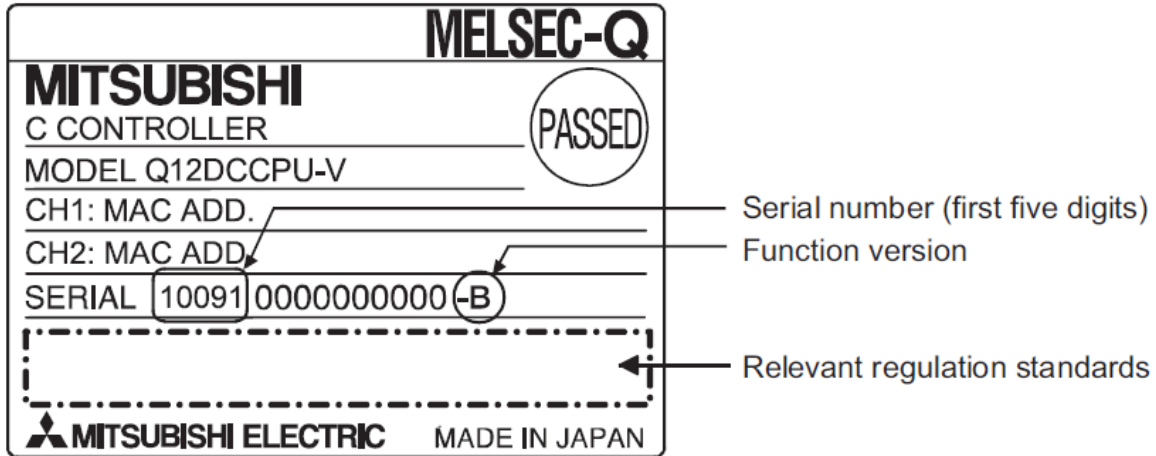 MELSEC-Q
MITSUBISHI
C CONTROLLER
PASSED
MODEL Q12DCCPU-V
CH1: MAC ADD.
CH2: MAC ADD.
SERIAL 10091 0000000000 -B
MITSUBISHI ELECTRIC MADE IN JAPAN
Serial number (first five digits)
Function version
Relevant regulation standards